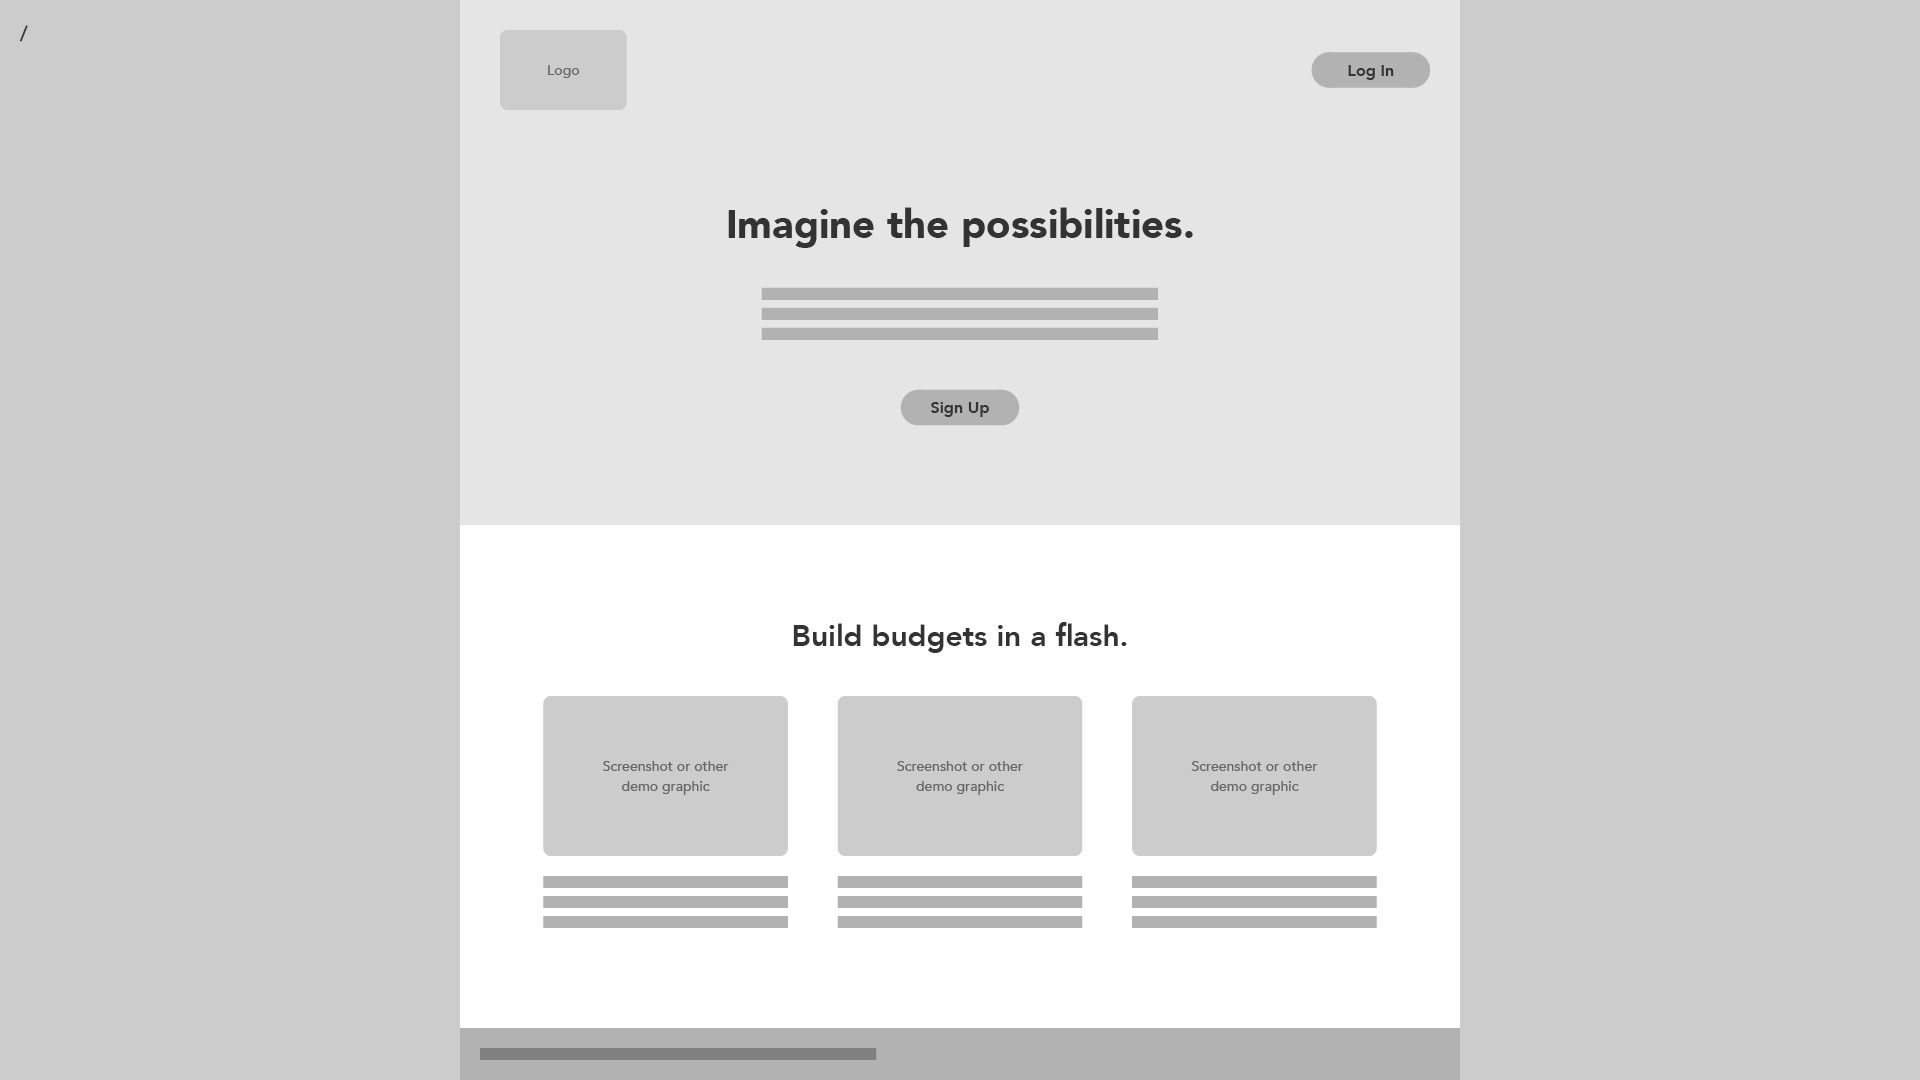 /
Logo
Log In
Imagine the possibilities.
Sign Up
Build budgets in a flash.
Screenshot or other
demo graphic
Screenshot or other
demo graphic
Screenshot or other
demo graphic